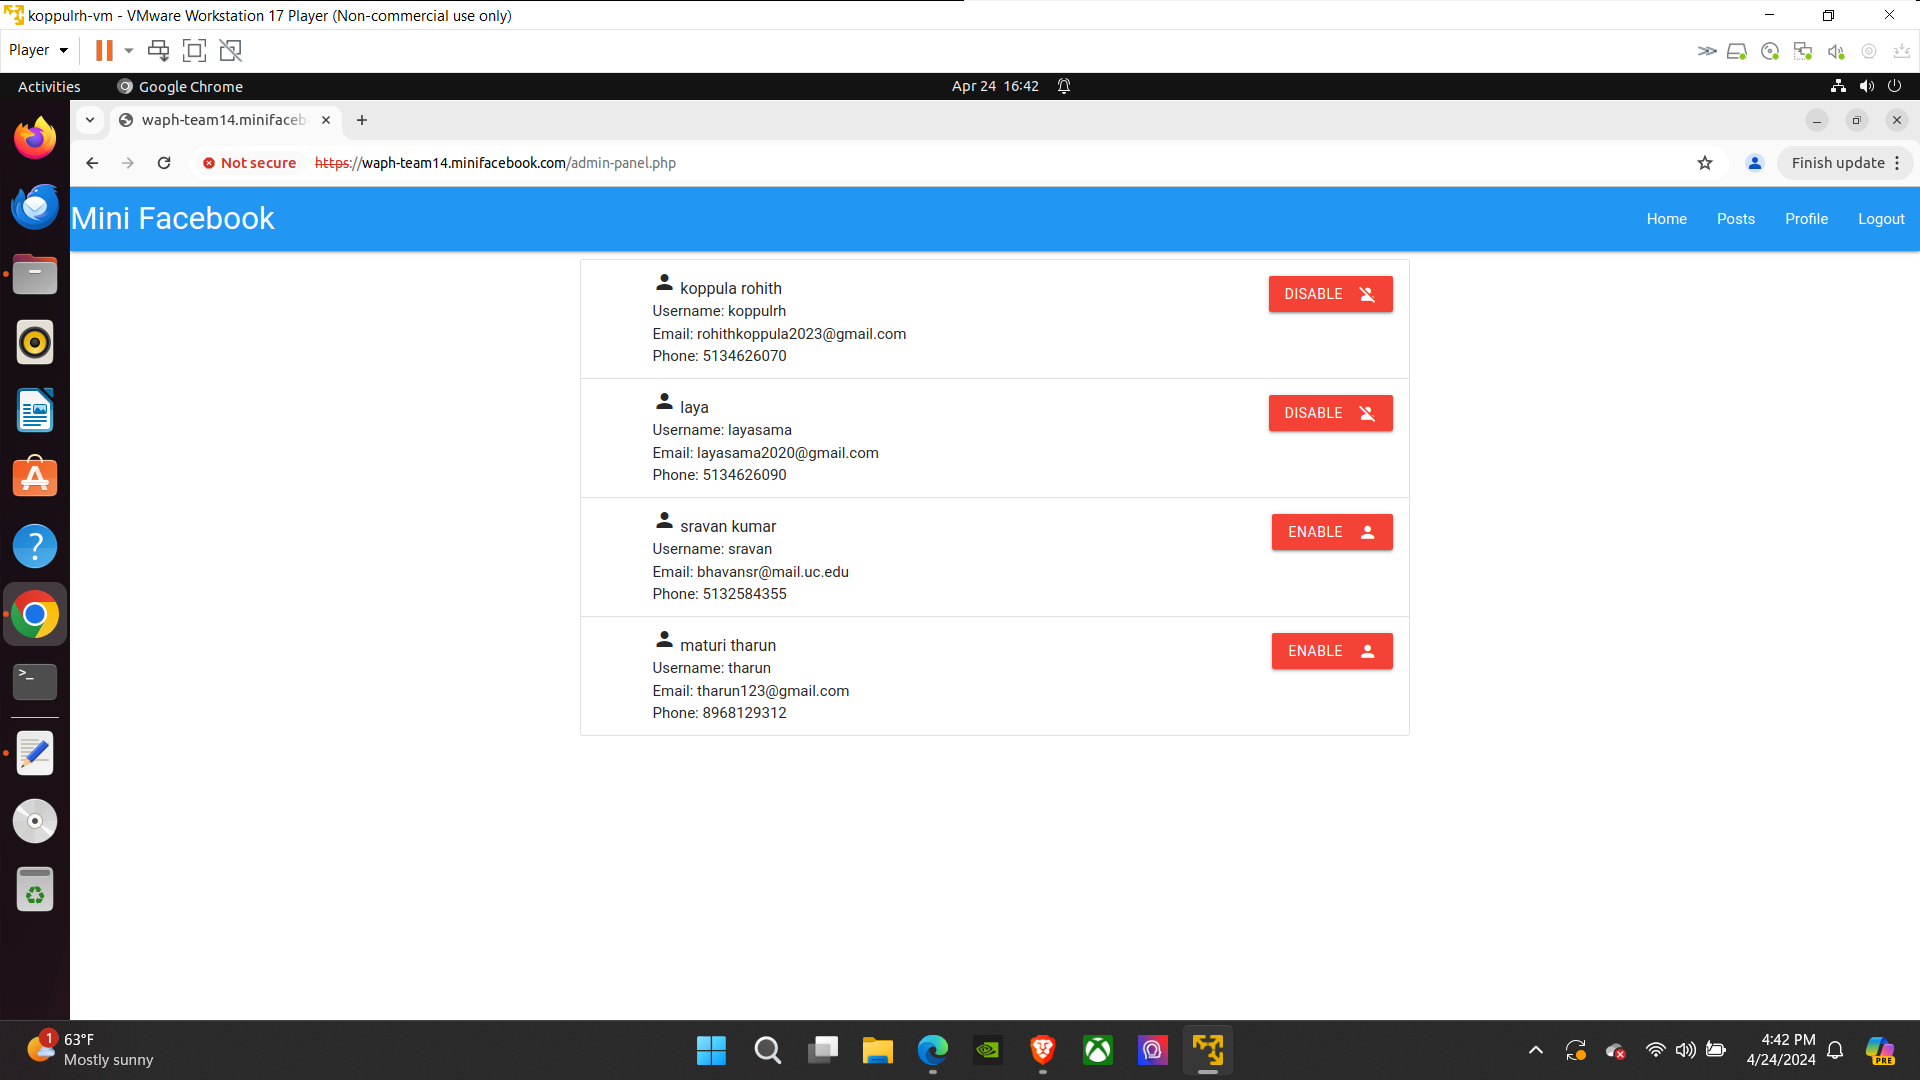 koppulrh-vm - VMware Workstation 17 Player (Non-commercial use only)
Player
Activities
Google Chrome
Apr 24 16:42
waph-team14.minifaceb
Not secure
https://waph-team14.minifacebook.com/admin-panel.php
Finish update
Mini Facebook
Home
Posts
Profile
Logout
koppula rohith
DISABLE
Username: koppulrh
Email: rohithkoppula2023@gmail.com
Phone: 5134626070
laya
DISABLE
Username: layasama
Email: layasama2020@gmail.com
Phone: 5134626090
sravan kumar
ENABLE
Username: sravan
Email: bhavansr@mail.uc.edu
Phone: 5132584355
maturi tharun
ENABLE
Username: tharun
Email: tharun123@gmail.com
Phone: 8968129312
1
63°F
Mostly sunny
4:42 PM
4/24/2024
PRE